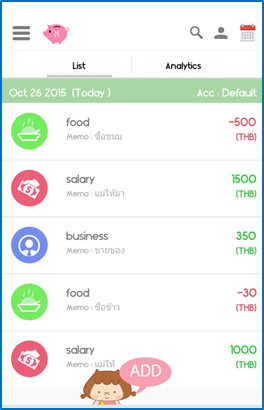 List Analytics
Oct 26 2015 (Today ) Acc : Default
food -500
Memo : ซื้อขนม (THB)
salary 1500
Memo : แม่ให้มา (THB)
business 350
Memo : ขายของ (THB)
food -30
Memo : ซื้อข้าว (THB)
salary 1000
Memo : แม่ให้ (THB)
ADD